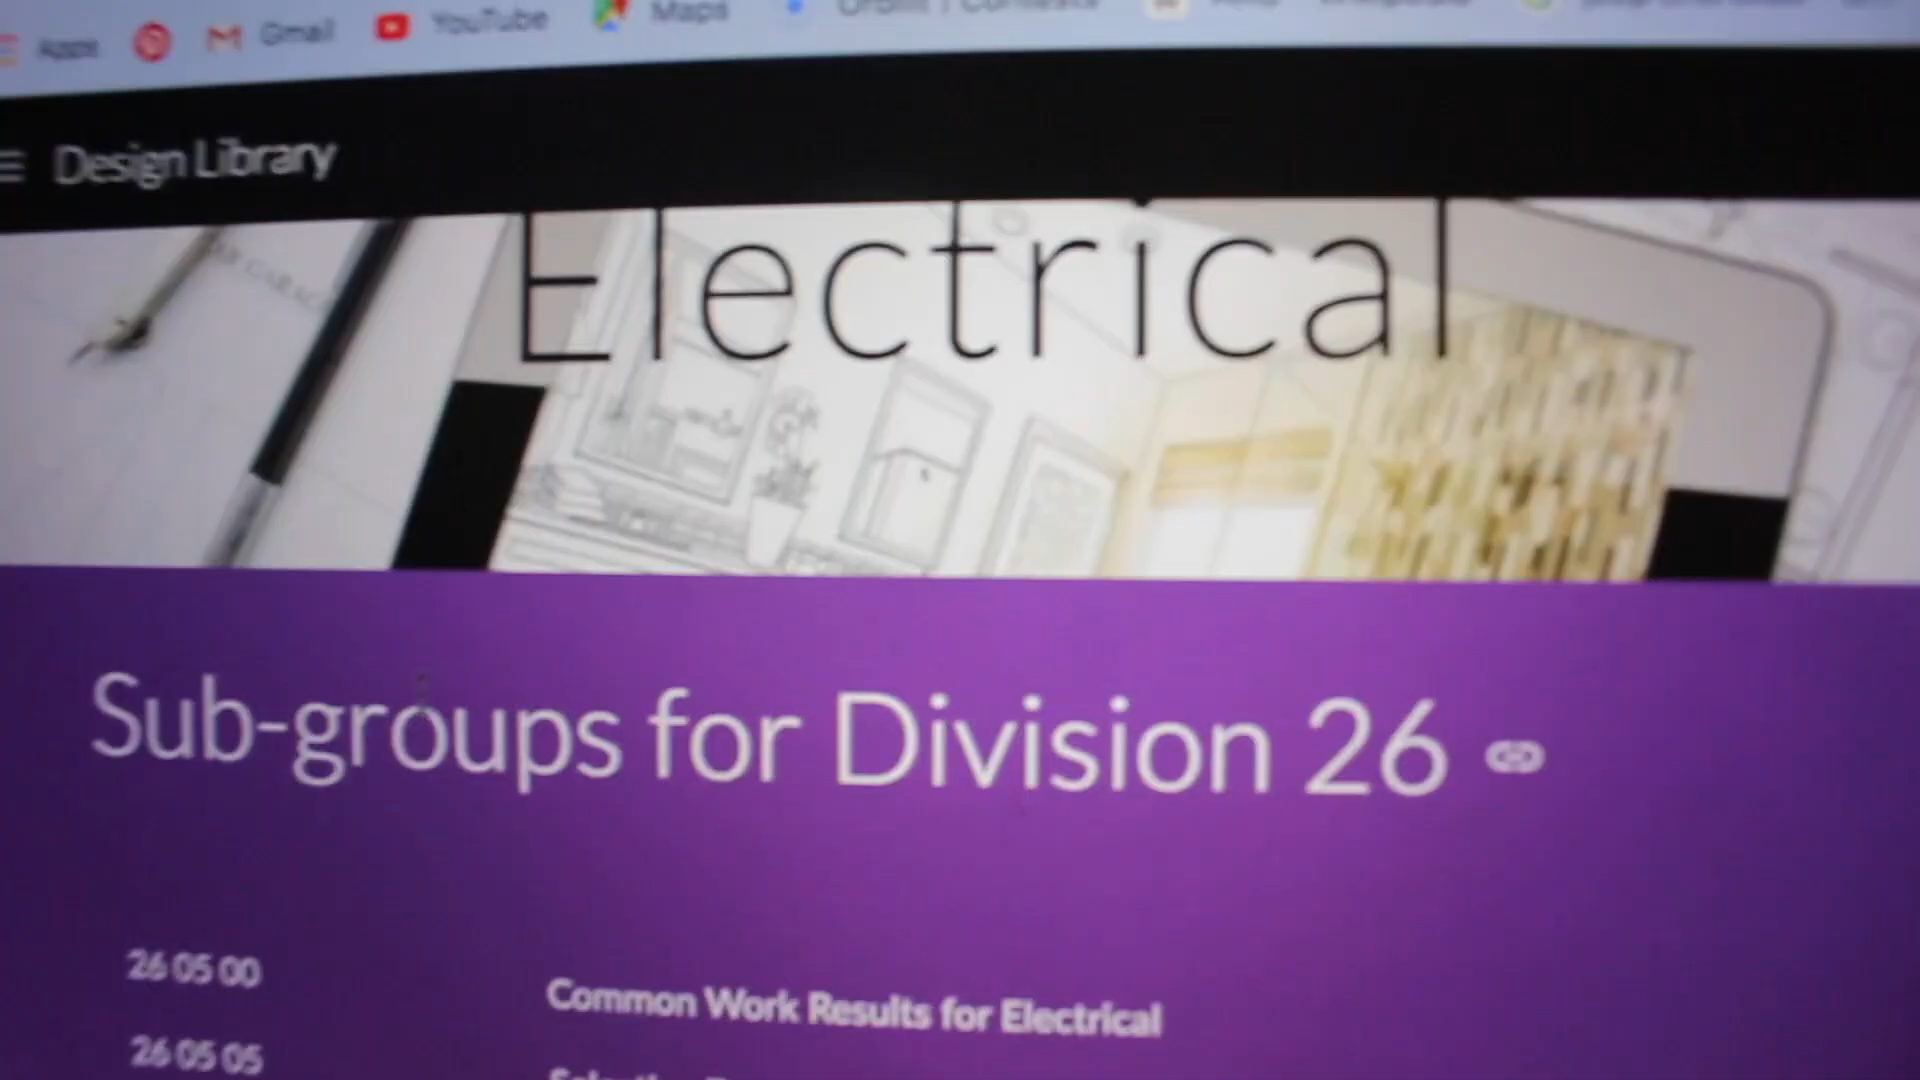 Apps Gmail YouTube Maps
Design Library
Electrical
Sub-groups for Division 26
26 05 00 Common Work Results for Electrical
26 05 05